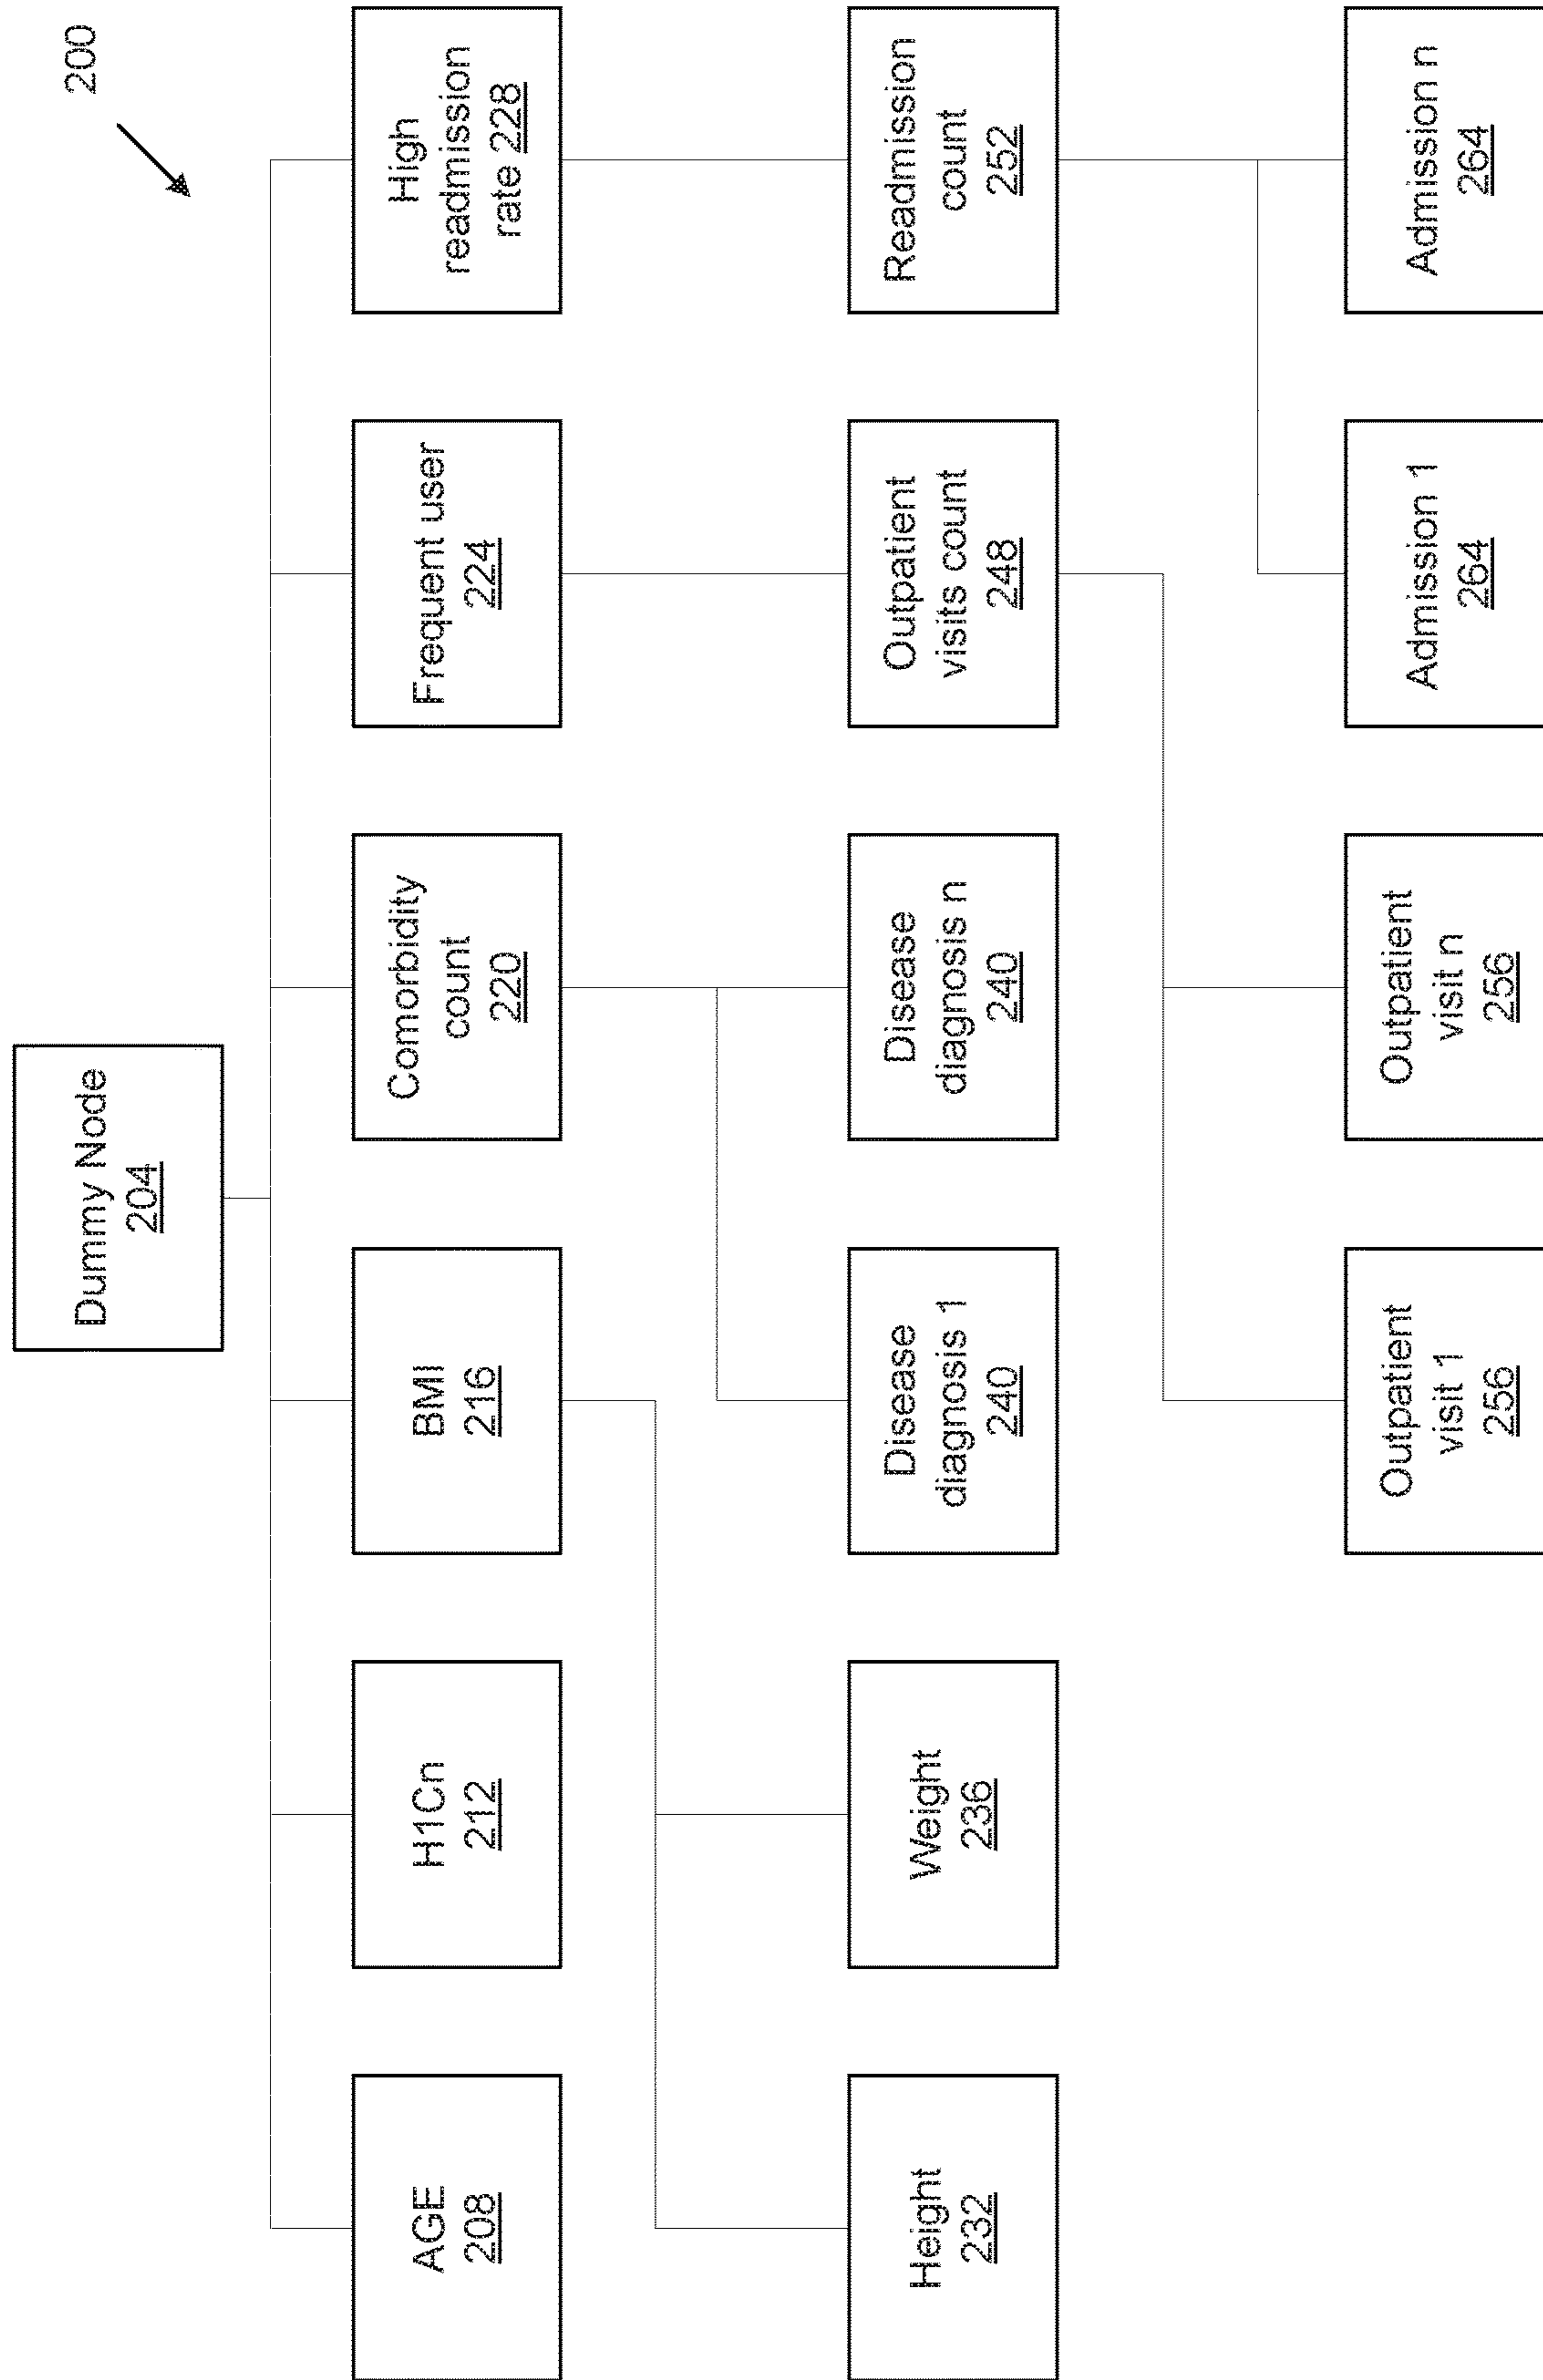 200
Dummy Node
204
AGE
208
H1Cn
212
BMI
216
Comorbidity
count
220
Frequent user
224
High
readmission
rate 228
Height
232
Weight
236
Disease
diagnosis 1
240
Disease
diagnosis n
240
Outpatient
visits count
248
Readmission
count
252
Outpatient
visit 1
256
Outpatient
visit n
256
Admission 1
264
Admission n
264